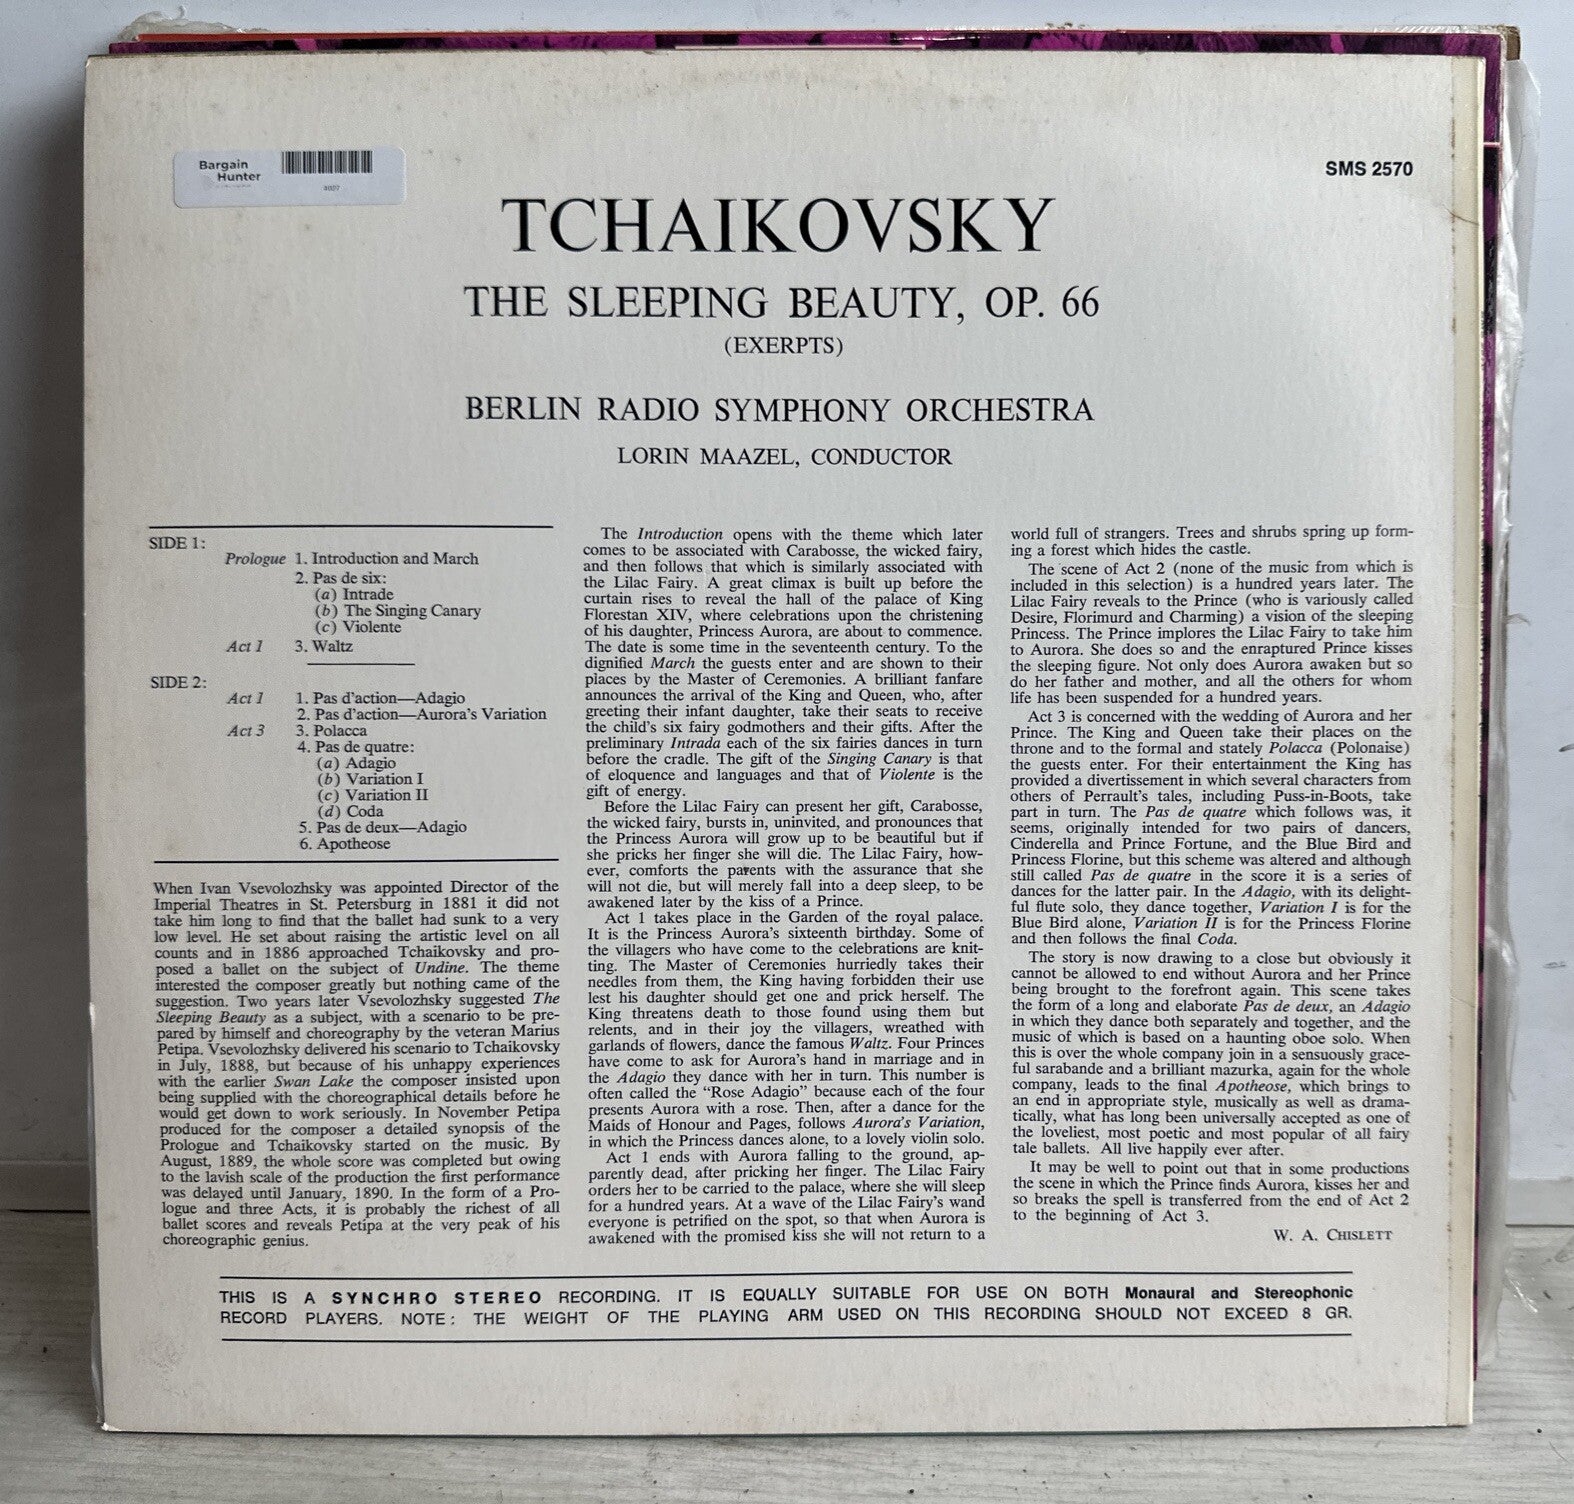 Bargain
Hunter
SMS 2570
TCHAIKOVSKY
THE SLEEPING BEAUTY, OP. 66
(EXERPTS)
BERLIN RADIO SYMPHONY ORCHESTRA
LORIN MAAZEL, CONDUCTOR
SIDE 1:
Prologue 1. Introduction and March
2. Pas de six:
(a) Intrade
(b) The Singing Canary
(c) Violente
Act 1 3. Waltz
SIDE 2:
Act 1 1. Pas d'action—Adagio
2. Pas d'action—Aurora's Variation
Act 3 3. Polacca
4. Pas de quatre:
(a) Adagio
(b) Variation I
(c) Variation II
(d) Coda
5. Pas de deux—Adagio
6. Apotheose
When Ivan Vsevolozhsky was appointed Director of the
Imperial Theatres in St. Petersburg in 1881 it did not
take him long to find that the ballet had sunk to a very
low level. He set about raising the artistic level on all
counts and in 1886 approached Tchaikovsky and pro-
posed a ballet on the subject of Undine. The theme
interested the composer greatly but nothing came of the
suggestion. Two years later Vsevolozhsky suggested The
Sleeping Beauty as a subject, with a scenario to be pre-
pared by himself and choreography by the veteran Marius
Petipa. Vsevolozhsky delivered his scenario to Tchaikovsky
in July, 1888, but because of his unhappy experiences
with the earlier Swan Lake the composer insisted upon
being supplied with the choreographical details before he
would get down to work seriously. In November Petipa
produced for the composer a detailed synopsis of the
Prologue and Tchaikovsky started on the music. By
August, 1889, the whole score was completed but owing
to the lavish scale of the production the first performance
was delayed until January, 1890. In the form of a Pro-
logue and three Acts, it is probably the richest of all
ballet scores and reveals Petipa at the very peak of his
choreographic genius.
The Introduction opens with the theme which later
comes to be associated with Carabosse, the wicked fairy,
and then follows that which is similarly associated with
the Lilac Fairy. A great climax is built up before the
curtain rises to reveal the hall of the palace of King
Florestan XIV, where celebrations upon the christening
of his daughter, Princess Aurora, are about to commence.
The date is some time in the seventeenth century. To the
dignified March the guests enter and are shown to their
places by the Master of Ceremonies. A brilliant fanfare
announces the arrival of the King and Queen, who, after
greeting their infant daughter, take their seats to receive
the child's six fairy godmothers and their gifts. After the
preliminary Intrada each of the six fairies dances in turn
before the cradle. The gift of the Singing Canary is that
of eloquence and languages and that of Violente is the
gift of energy.
Before the Lilac Fairy can present her gift, Carabosse,
the wicked fairy, bursts in, uninvited, and pronounces that
the Princess Aurora will grow up to be beautiful but if
she pricks her finger she will die. The Lilac Fairy, how-
ever, comforts the parents with the assurance that she
will not die, but will merely fall into a deep sleep, to be
awakened later by the kiss of a Prince.
Act 1 takes place in the Garden of the royal palace.
It is the Princess Aurora's sixteenth birthday. Some of
the villagers who have come to the celebrations are knit-
ting. The Master of Ceremonies hurriedly takes their
needles from them, the King having forbidden their use
lest his daughter should get one and prick herself. The
King threatens death to those found using them but
relents, and in their joy the villagers, wreathed with
garlands of flowers, dance the famous Waltz. Four Princes
have come to ask for Aurora's hand in marriage and in
the Adagio they dance with her in turn. This number is
often called the "Rose Adagio" because each of the four
presents Aurora with a rose. Then, after a dance for the
Maids of Honour and Pages, follows Aurora's Variation,
in which the Princess dances alone, to a lovely violin solo.
Act 1 ends with Aurora falling to the ground, ap-
parently dead, after pricking her finger. The Lilac Fairy
orders her to be carried to the palace, where she will sleep
for a hundred years. At a wave of the Lilac Fairy's wand
everyone is petrified on the spot, so that when Aurora is
awakened with the promised kiss she will not return to a
world full of strangers. Trees and shrubs spring up form-
ing a forest which hides the castle.
The scene of Act 2 (none of the music from which is
included in this selection) is a hundred years later. The
Lilac Fairy reveals to the Prince (who is variously called
Desire, Florimurd and Charming) a vision of the sleeping
Princess. The Prince implores the Lilac Fairy to take him
to Aurora. She does so and the enraptured Prince kisses
the sleeping figure. Not only does Aurora awaken but so
do her father and mother, and all the others for whom
life has been suspended for a hundred years.
Act 3 is concerned with the wedding of Aurora and her
Prince. The King and Queen take their places on the
throne and to the formal and stately Polacca (Polonaise)
the guests enter. For their entertainment the King has
provided a divertissement in which several characters from
others of Perrault's tales, including Puss-in-Boots, take
part in turn. The Pas de quatre which follows was, it
seems, originally intended for two pairs of dancers,
Cinderella and Prince Fortune, and the Blue Bird and
Princess Florine, but this scheme was altered and although
still called Pas de quatre in the score it is a series of
dances for the latter pair. In the Adagio, with its delight-
ful flute solo, they dance together, Variation I is for the
Blue Bird alone, Variation II is for the Princess Florine
and then follows the final Coda.
The story is now drawing to a close but obviously it
cannot be allowed to end without Aurora and her Prince
being brought to the forefront again. This scene takes
the form of a long and elaborate Pas de deux, an Adagio
in which they dance both separately and together, and the
music of which is based on a haunting oboe solo. When
this is over the whole company join in a sensuously grace-
ful sarabande and a brilliant mazurka, again for the whole
company, leads to the final Apotheose, which brings to
an end in appropriate style, musically as well as drama-
tically, what has long been universally accepted as one of
the loveliest, most poetic and most popular of all fairy
tale ballets. All live happily ever after.
It may be well to point out that in some productions
the scene in which the Prince finds Aurora, kisses her and
so breaks the spell is transferred from the end of Act 2
to the beginning of Act 3.
W. A. CHISLETT
THIS IS A SYNCHRO STEREO RECORDING. IT IS EQUALLY SUITABLE FOR USE ON BOTH Monaural and Stereophonic
RECORD PLAYERS. NOTE: THE WEIGHT OF THE PLAYING ARM USED ON THIS RECORDING SHOULD NOT EXCEED 8 GR.